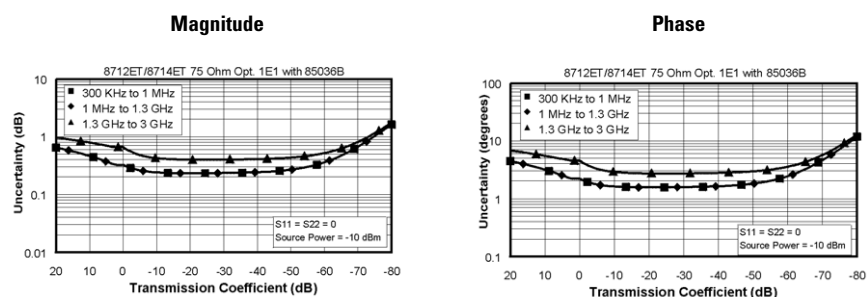 Magnitude
8712ET/8714ET 75 Ohm Opt. 1E1 with 85036B
10
1
0.1
0.01
Uncertainty (dB)
300 KHz to 1 MHz
1 MHz to 1.3 GHz
1.3 GHz to 3 GHz
S11 = S22 = 0
Source Power = -10 dBm
20 10 0 -10 -20 -30 -40 -50 -60 -70 -80
Transmission Coefficient (dB)
Phase
8712ET/8714ET 75 Ohm Opt. 1E1 with 85036B
100
10
1
0.1
Uncertainty (degrees)
300 KHz to 1 MHz
1 MHz to 1.3 GHz
1.3 GHz to 3 GHz
S11 = S22 = 0
Source Power = -10 dBm
20 10 0 -10 -20 -30 -40 -50 -60 -70 -80
Transmission Coefficient (dB)